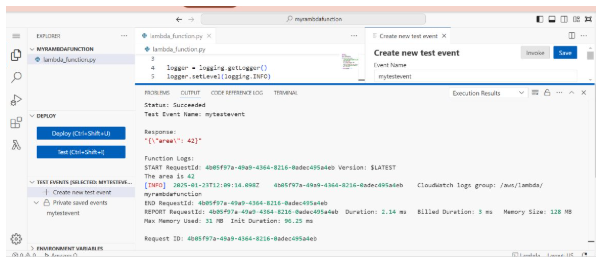 myrambdafunction
EXPLORER
MYRAMBDAFUNCTION
lambda_function.py
DEPLOY
Deploy (Ctrl+Shift+U)
Test (Ctrl+Shift+I)
TEST EVENTS [SELECTED: MYTESTEVE...
Create new test event
Private saved events
mytestevent
ENVIRONMENT VARIABLES
lambda_function.py
lambda_function.py
3
4 logger = logging.getLogger()
5 logger.setLevel(logging.INFO)
Create new test event
Create new test event
Invoke
Save
Event Name
mytestevent
PROBLEMS OUTPUT CODE REFERENCE LOG TERMINAL
Execution Results
Status: Succeeded
Test Event Name: mytestevent
Response:
"{\"area\": 42}"
Function Logs:
START RequestId: 4b05f97a-49a9-4364-8216-0adec495a4eb Version: $LATEST
The area is 42
[INFO] 2025-01-23T12:09:14.098Z 4b05f97a-49a9-4364-8216-0adec495a4eb CloudWatch logs group: /aws/lambda/
myrambdafunction
END RequestId: 4b05f97a-49a9-4364-8216-0adec495a4eb
REPORT RequestId: 4b05f97a-49a9-4364-8216-0adec495a4eb Duration: 2.14 ms Billed Duration: 3 ms Memory Size: 128 MB
Max Memory Used: 31 MB Init Duration: 96.25 ms
Request ID: 4b05f97a-49a9-4364-8216-0adec495a4eb